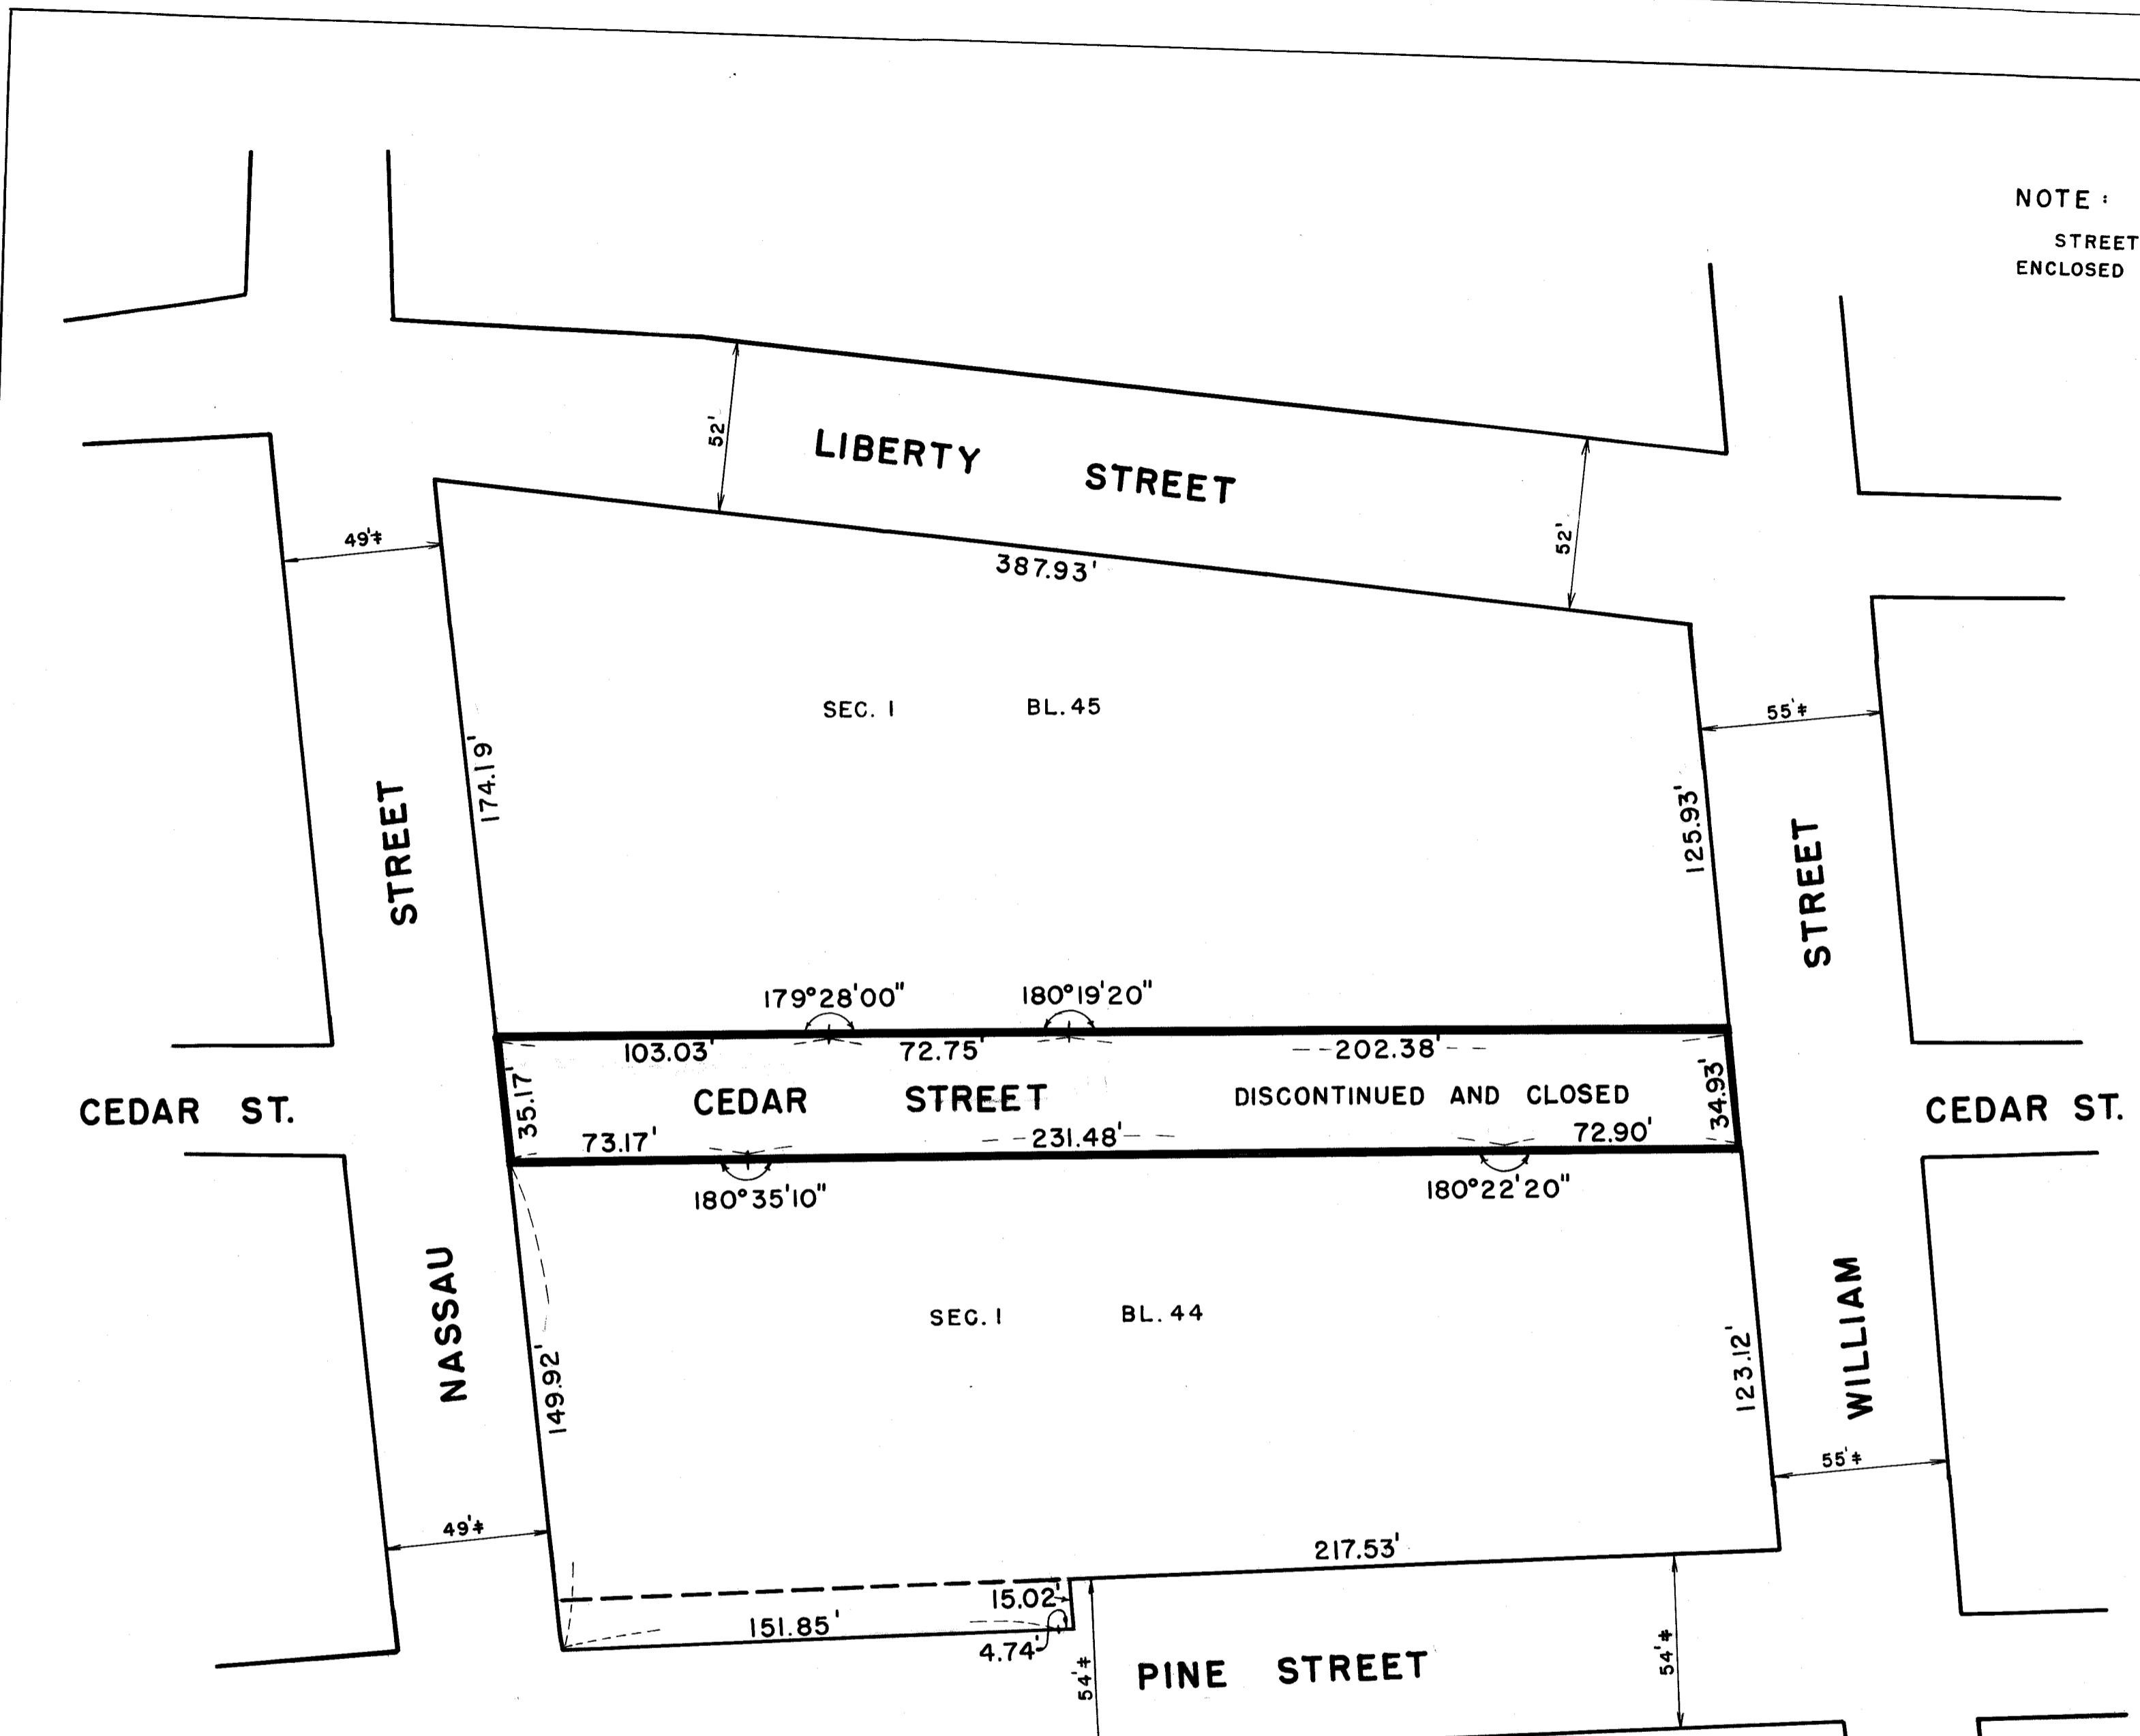 NOTE :
STREET
ENCLOSED
52'
LIBERTY STREET
52'
49'±
387.93'
SEC. 1 BL. 45
55'±
174.19'
125.93'
STREET
STREET
179°28'00" 180°19'20"
103.03' 72.75' 202.38'
35.17'
34.93'
CEDAR ST.
CEDAR STREET DISCONTINUED AND CLOSED
CEDAR ST.
73.17' 231.48' 72.90'
180°35'10" 180°22'20"
NASSAU
WILLIAM
SEC. 1 BL. 44
149.92'
123.12'
55'±
49'±
217.53'
15.02'
151.85'
4.74'
54'±
PINE STREET
54'±